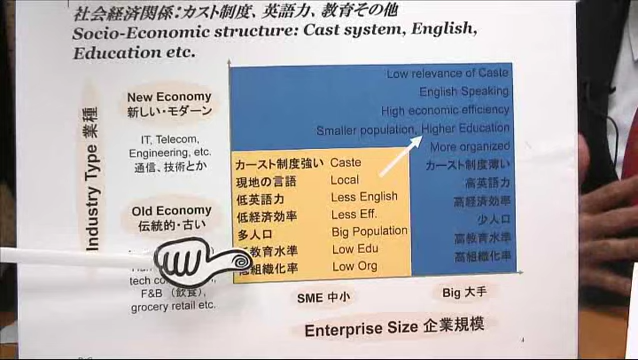 社会経済関係：カスト制度、英語力、教育その他
Socio-Economic structure: Cast system, English,
Education etc.
Industry Type 業種
New Economy
新しい・モダーン
IT, Telecom,
Engineering, etc.
通信、技術とか
Old Economy
伝統的・古い
tech
F&B (飲食),
grocery retail etc.
Low relevance of Caste
English Speaking
High economic efficiency
Smaller population, Higher Education
More organized
カースト制度薄い
高英語力
高経済効率
少人口
高教育水準
高組織化率
カースト制度強い Caste
現地の言語 Local
低英語力 Less English
低経済効率 Less Eff.
多人口 Big Population
教育水準 Low Edu
組織化率 Low Org
SME 中小
Big 大手
Enterprise Size 企業規模